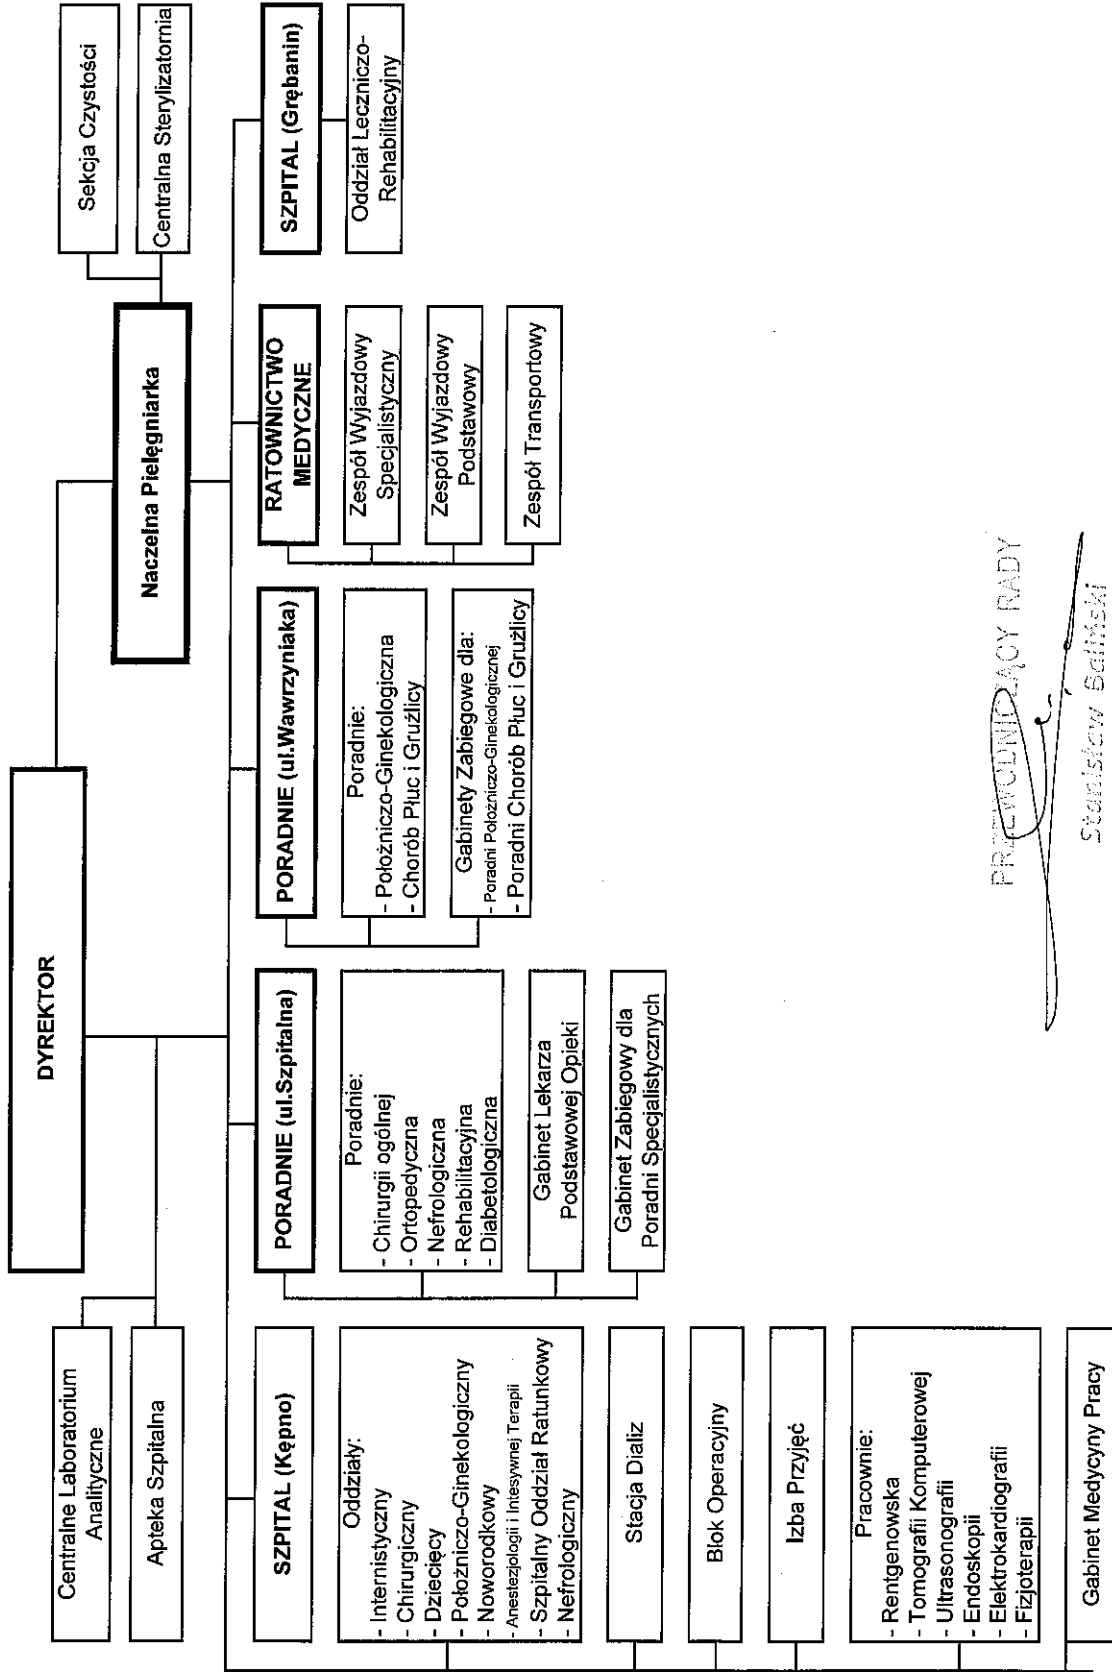 DYREKTOR
Centralne Laboratorium
Analityczne
Apteka Szpitalna
Naczelna Pielęgniarka
Sekcja Czystości
Centralna Sterylizatornia
SZPITAL (Kępno)
Oddziały:
- Internistyczny
- Chirurgiczny
- Dziecięcy
- Położniczo-Ginekologiczny
- Noworodkowy
- Anestezjologii i Intesywnej Terapii
- Szpitalny Oddział Ratunkowy
- Nefrologiczny
Stacja Dializ
Blok Operacyjny
Izba Przyjęć
Pracownie:
- Rentgenowska
- Tomografii Komputerowej
- Ultrasonografii
- Endoskopii
- Elektrokardiografii
- Fizjoterapii
Gabinet Medycyny Pracy
PORADNIE (ul.Szpitalna)
Poradnie:
- Chirurgii ogólnej
- Ortopedyczna
- Nefrologiczna
- Rehabilitacyjna
- Diabetologiczna
Gabinet Lekarza
Podstawowej Opieki
Gabinet Zabiegowy dla
Poradni Specjalistycznych
PORADNIE (ul.Wawrzyniaka)
Poradnie:
- Położniczo-Ginekologiczna
- Chorób Płuc i Gruźlicy
Gabinety Zabiegowe dla:
- Poradni Położniczo-Ginekologicznej
- Poradni Chorób Płuc i Gruźlicy
RATOWNICTWO
MEDYCZNE
Zespół Wyjazdowy
Specjalistyczny
Zespół Wyjazdowy
Podstawowy
Zespół Transportowy
SZPITAL (Grębanin)
Oddział Leczniczo-
Rehabilitacyjny
PRZEWODNICZĄCY RADY
Stanisław Baliński